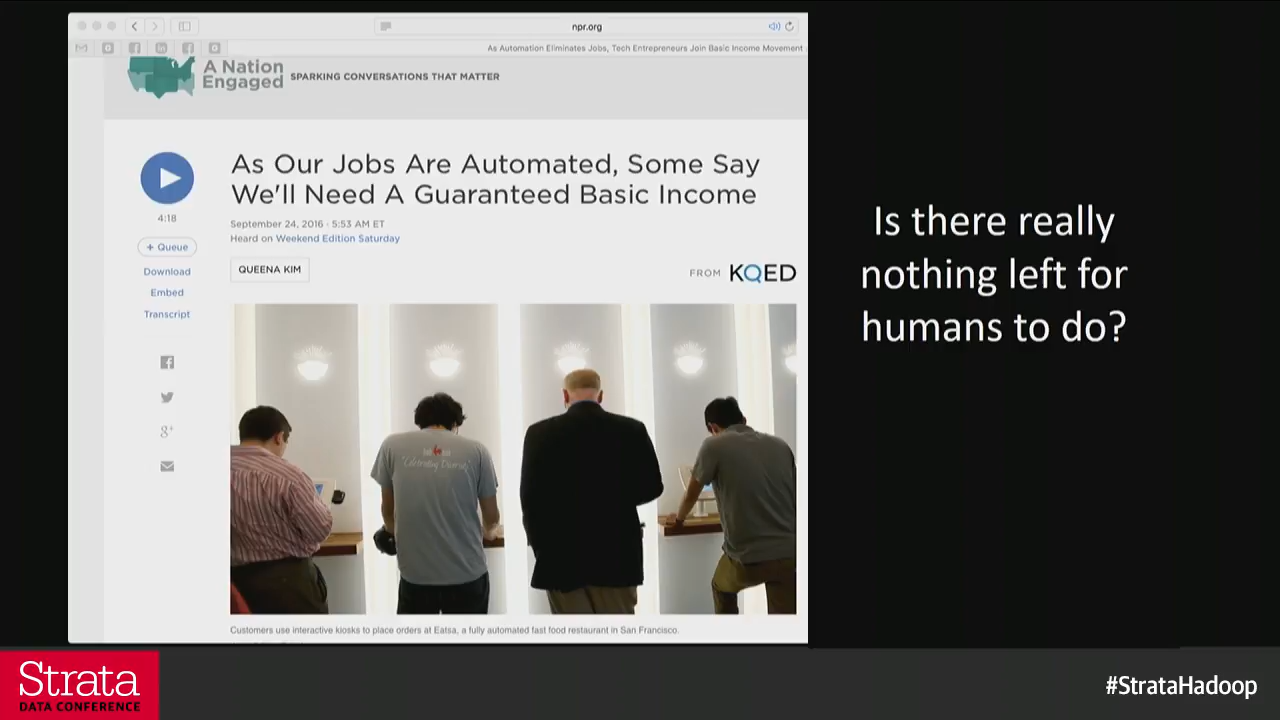 npr.org
As Automation Eliminates Jobs, Tech Entrepreneurs Join Basic Income Movement
A Nation
Engaged
SPARKING CONVERSATIONS THAT MATTER
As Our Jobs Are Automated, Some Say
We'll Need A Guaranteed Basic Income
4:18
September 24, 2016 · 5:53 AM ET
Heard on Weekend Edition Saturday
+ Queue
Download
Embed
Transcript
QUEENA KIM
FROM KQED
g+
"Celebrating
Customers use interactive kiosks to place orders at Eatsa, a fully automated fast food restaurant in San Francisco.
Is there really
nothing left for
humans to do?
Strata
DATA CONFERENCE
#StrataHadoop